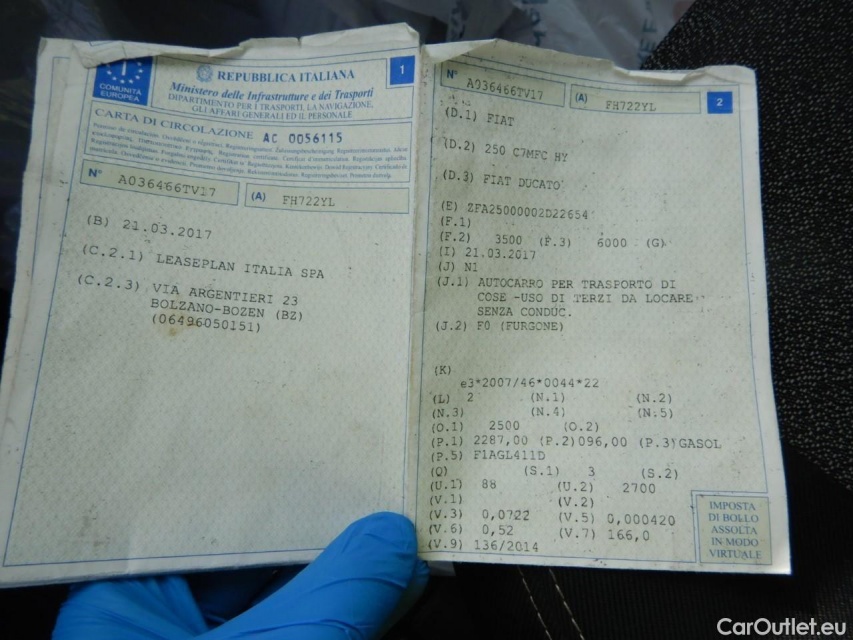 COMUNITÀ
EUROPEA
REPUBBLICA ITALIANA
Ministero delle Infrastrutture e dei Trasporti
DIPARTIMENTO PER I TRASPORTI, LA NAVIGAZIONE,
GLI AFFARI GENERALI ED IL PERSONALE
1
CARTA DI CIRCOLAZIONE AC 0056115
N° A036466TV17 (A) FH722YL
(B) 21.03.2017
(C.2.1) LEASEPLAN ITALIA SPA
(C.2.3) VIA ARGENTIERI 23
BOLZANO-BOZEN (BZ)
(06496050151)
N° A036466TV17 (A) FH722YL 2
(D.1) FIAT
(D.2) 250 C7MFC HY
(D.3) FIAT DUCATO
(E) ZFA25000002D22654
(F.1)
(F.2) 3500 (F.3) 6000 (G)
(I) 21.03.2017
(J) N1
(J.1) AUTOCARRO PER TRASPORTO DI
COSE -USO DI TERZI DA LOCARE
SENZA CONDUC.
(J.2) F0 (FURGONE)
(K)
e3*2007/46*0044*22
(L) 2 (N.1) (N.2)
(N.3) (N.4) (N.5)
(O.1) 2500 (O.2)
(P.1) 2287,00 (P.2) 096,00 (P.3) GASOL
(P.5) F1AGL411D
(Q) (S.1) 3 (S.2)
(U.1) 88 (U.2) 2700
(V.1) (V.2)
(V.3) 0,0722 (V.5) 0,000420
(V.6) 0,52 (V.7) 166,0
(V.9) 136/2014
IMPOSTA
DI BOLLO
ASSOLTA
IN MODO
VIRTUALE
CarOutlet.eu